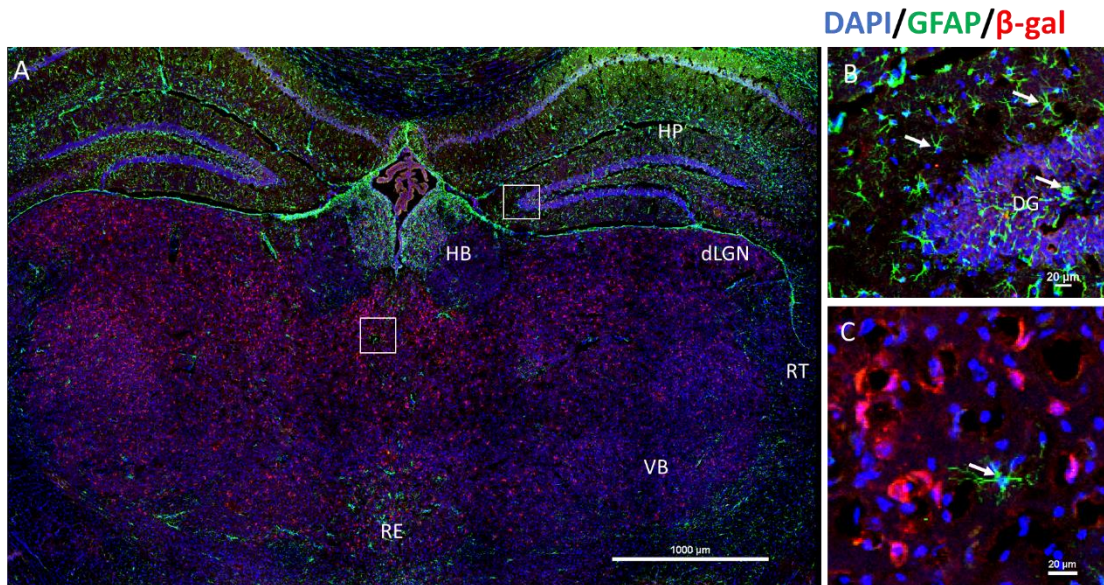 DAPI/GFAP/β-gal
A
HP
HB
dLGN
RT
VB
RE
1000 µm
B
DG
20 µm
C
20 µm